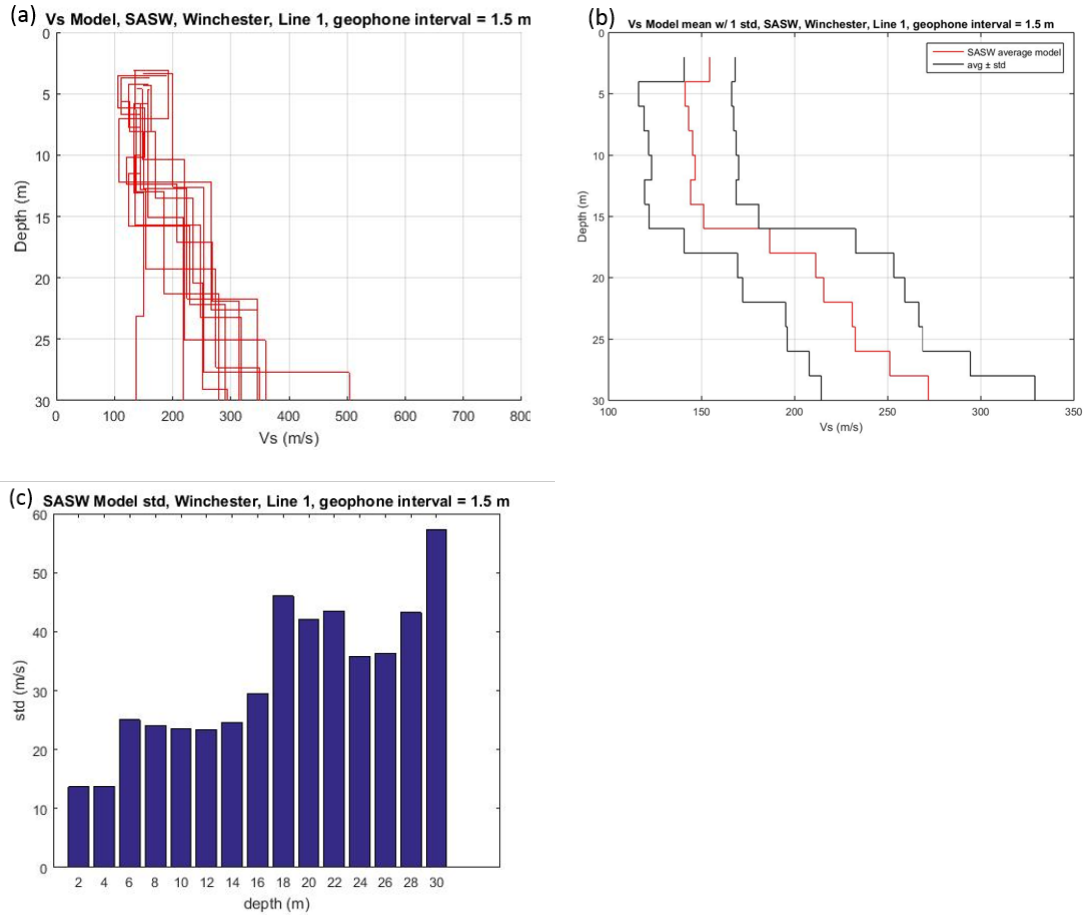 (a) Vs Model, SASW, Winchester, Line 1, geophone interval = 1.5 m
0
5
10
15
20
25
30
Depth (m)
0 100 200 300 400 500 600 700 800
Vs (m/s)
(b) Vs Model mean w/ 1 std, SASW, Winchester, Line 1, geophone interval = 1.5 m
SASW average model
avg ± std
0
5
10
15
20
25
30
Depth (m)
100 150 200 250 300 350
Vs (m/s)
(c) SASW Model std, Winchester, Line 1, geophone interval = 1.5 m
60
50
40
30
20
10
0
std (m/s)
2 4 6 8 10 12 14 16 18 20 22 24 26 28 30
depth (m)